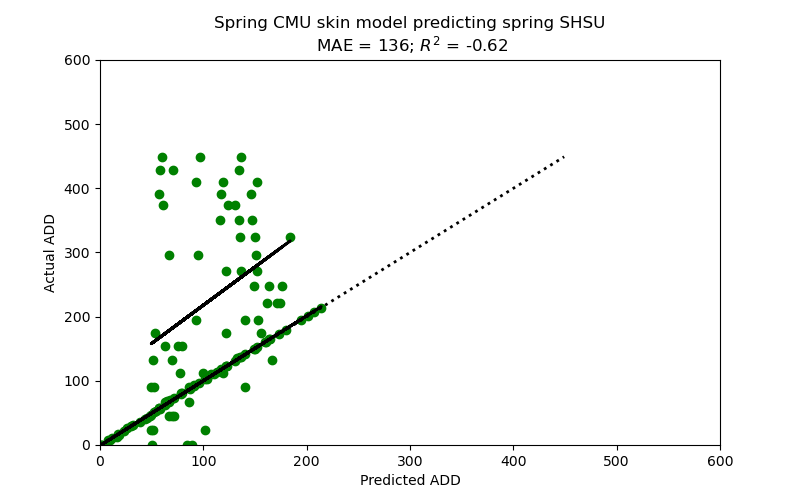 Spring CMU skin model predicting spring SHSU
MAE = 136; R² = -0.62
600
500
400
300
200
100
0
Actual ADD
0 100 200 300 400 500 600
Predicted ADD